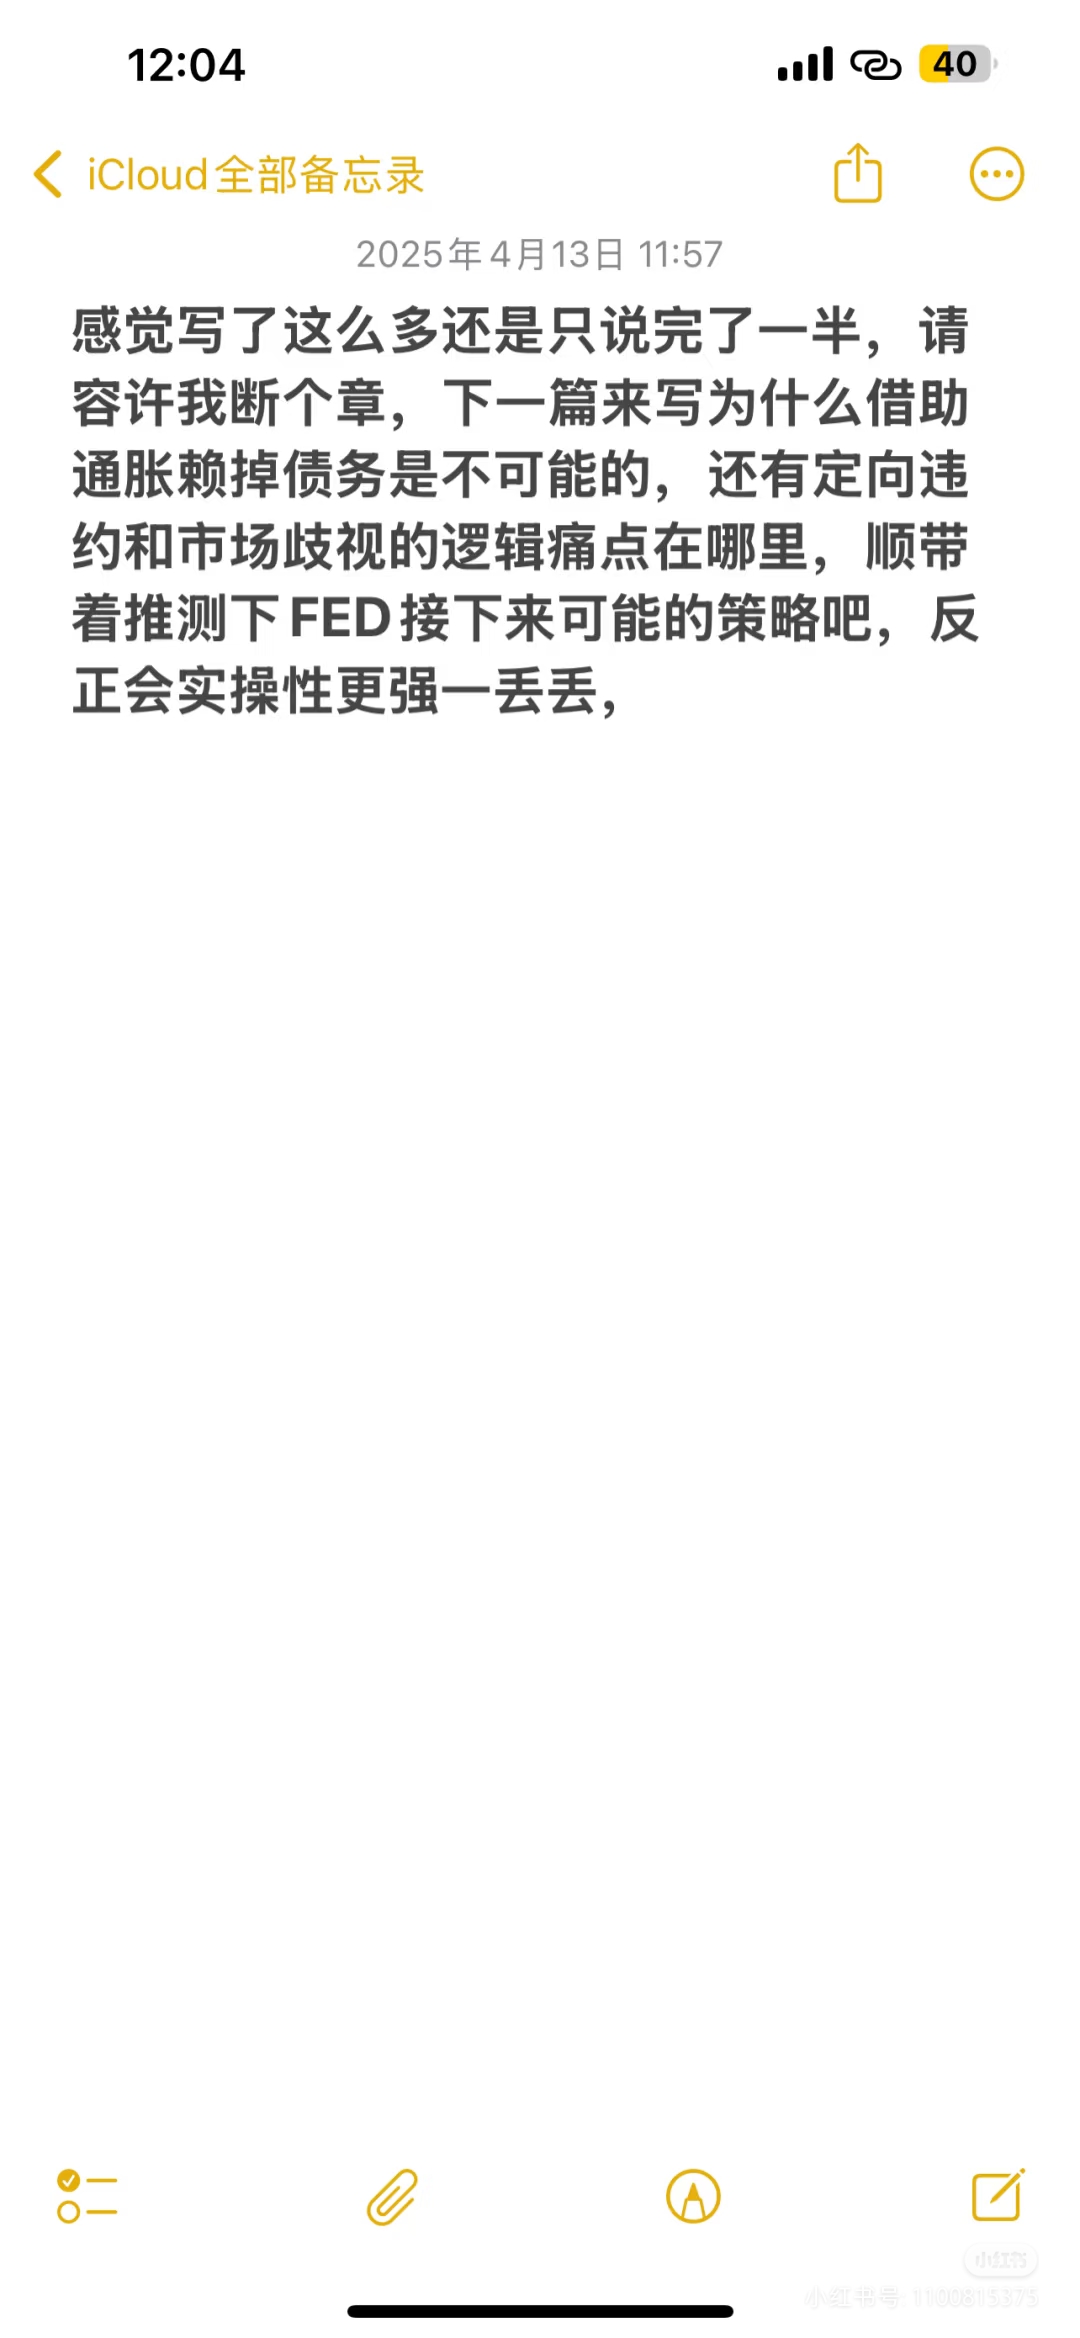 12:04
40
iCloud全部备忘录
2025年4月13日 11:57
感觉写了这么多还是只说完了一半，请
容许我断个章，下一篇来写为什么借助
通胀赖掉债务是不可能的，还有定向违
约和市场歧视的逻辑痛点在哪里，顺带
着推测下FED接下来可能的策略吧，反
正会实操性更强一丢丢，
小红书
小红书号: 1100815375